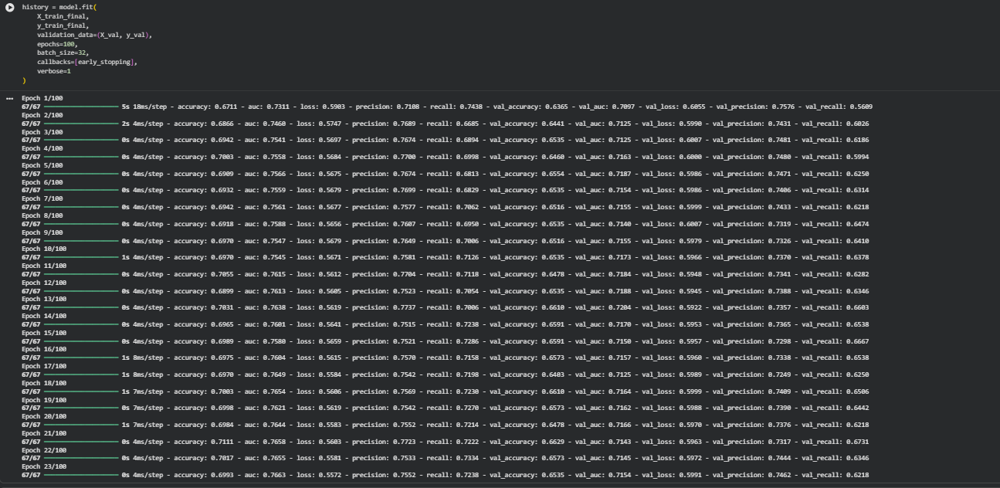 history = model.fit(
X_train_final,
y_train_final,
validation_data=(X_val, y_val),
epochs=100,
batch_size=32,
callbacks=[early_stopping],
verbose=1
)
Epoch 1/100
67/67 5s 18ms/step - accuracy: 0.6711 - auc: 0.7311 - loss: 0.5903 - precision: 0.7108 - recall: 0.7438 - val_accuracy: 0.6365 - val_auc: 0.7097 - val_loss: 0.6055 - val_precision: 0.7576 - val_recall: 0.5609
Epoch 2/100
67/67 2s 4ms/step - accuracy: 0.6866 - auc: 0.7460 - loss: 0.5747 - precision: 0.7689 - recall: 0.6685 - val_accuracy: 0.6441 - val_auc: 0.7125 - val_loss: 0.5990 - val_precision: 0.7431 - val_recall: 0.6026
Epoch 3/100
67/67 0s 4ms/step - accuracy: 0.6942 - auc: 0.7541 - loss: 0.5697 - precision: 0.7674 - recall: 0.6894 - val_accuracy: 0.6535 - val_auc: 0.7125 - val_loss: 0.6007 - val_precision: 0.7481 - val_recall: 0.6186
Epoch 4/100
67/67 0s 4ms/step - accuracy: 0.7003 - auc: 0.7558 - loss: 0.5684 - precision: 0.7700 - recall: 0.6998 - val_accuracy: 0.6460 - val_auc: 0.7163 - val_loss: 0.6000 - val_precision: 0.7480 - val_recall: 0.5994
Epoch 5/100
67/67 0s 4ms/step - accuracy: 0.6909 - auc: 0.7566 - loss: 0.5675 - precision: 0.7674 - recall: 0.6813 - val_accuracy: 0.6554 - val_auc: 0.7187 - val_loss: 0.5986 - val_precision: 0.7471 - val_recall: 0.6250
Epoch 6/100
67/67 0s 4ms/step - accuracy: 0.6932 - auc: 0.7559 - loss: 0.5679 - precision: 0.7699 - recall: 0.6829 - val_accuracy: 0.6535 - val_auc: 0.7154 - val_loss: 0.5986 - val_precision: 0.7406 - val_recall: 0.6314
Epoch 7/100
67/67 0s 4ms/step - accuracy: 0.6942 - auc: 0.7561 - loss: 0.5677 - precision: 0.7577 - recall: 0.7062 - val_accuracy: 0.6516 - val_auc: 0.7155 - val_loss: 0.5999 - val_precision: 0.7433 - val_recall: 0.6218
Epoch 8/100
67/67 0s 4ms/step - accuracy: 0.6918 - auc: 0.7588 - loss: 0.5656 - precision: 0.7607 - recall: 0.6950 - val_accuracy: 0.6535 - val_auc: 0.7140 - val_loss: 0.6007 - val_precision: 0.7319 - val_recall: 0.6474
Epoch 9/100
67/67 0s 4ms/step - accuracy: 0.6970 - auc: 0.7547 - loss: 0.5679 - precision: 0.7649 - recall: 0.7006 - val_accuracy: 0.6516 - val_auc: 0.7155 - val_loss: 0.5979 - val_precision: 0.7326 - val_recall: 0.6410
Epoch 10/100
67/67 1s 4ms/step - accuracy: 0.6970 - auc: 0.7545 - loss: 0.5671 - precision: 0.7581 - recall: 0.7126 - val_accuracy: 0.6535 - val_auc: 0.7173 - val_loss: 0.5966 - val_precision: 0.7370 - val_recall: 0.6378
Epoch 11/100
67/67 0s 4ms/step - accuracy: 0.7055 - auc: 0.7615 - loss: 0.5612 - precision: 0.7704 - recall: 0.7118 - val_accuracy: 0.6478 - val_auc: 0.7184 - val_loss: 0.5948 - val_precision: 0.7341 - val_recall: 0.6282
Epoch 12/100
67/67 0s 4ms/step - accuracy: 0.6899 - auc: 0.7613 - loss: 0.5605 - precision: 0.7523 - recall: 0.7054 - val_accuracy: 0.6535 - val_auc: 0.7188 - val_loss: 0.5945 - val_precision: 0.7388 - val_recall: 0.6346
Epoch 13/100
67/67 0s 4ms/step - accuracy: 0.7031 - auc: 0.7638 - loss: 0.5619 - precision: 0.7737 - recall: 0.7006 - val_accuracy: 0.6610 - val_auc: 0.7204 - val_loss: 0.5922 - val_precision: 0.7357 - val_recall: 0.6603
Epoch 14/100
67/67 0s 4ms/step - accuracy: 0.6965 - auc: 0.7601 - loss: 0.5641 - precision: 0.7515 - recall: 0.7238 - val_accuracy: 0.6591 - val_auc: 0.7170 - val_loss: 0.5953 - val_precision: 0.7365 - val_recall: 0.6538
Epoch 15/100
67/67 0s 4ms/step - accuracy: 0.6989 - auc: 0.7580 - loss: 0.5659 - precision: 0.7521 - recall: 0.7286 - val_accuracy: 0.6591 - val_auc: 0.7150 - val_loss: 0.5957 - val_precision: 0.7298 - val_recall: 0.6667
Epoch 16/100
67/67 1s 8ms/step - accuracy: 0.6975 - auc: 0.7604 - loss: 0.5615 - precision: 0.7570 - recall: 0.7158 - val_accuracy: 0.6573 - val_auc: 0.7157 - val_loss: 0.5960 - val_precision: 0.7338 - val_recall: 0.6538
Epoch 17/100
67/67 1s 8ms/step - accuracy: 0.6970 - auc: 0.7649 - loss: 0.5584 - precision: 0.7542 - recall: 0.7198 - val_accuracy: 0.6403 - val_auc: 0.7125 - val_loss: 0.5989 - val_precision: 0.7249 - val_recall: 0.6250
Epoch 18/100
67/67 1s 7ms/step - accuracy: 0.7003 - auc: 0.7654 - loss: 0.5606 - precision: 0.7569 - recall: 0.7230 - val_accuracy: 0.6610 - val_auc: 0.7164 - val_loss: 0.5999 - val_precision: 0.7409 - val_recall: 0.6506
Epoch 19/100
67/67 0s 7ms/step - accuracy: 0.6998 - auc: 0.7621 - loss: 0.5619 - precision: 0.7542 - recall: 0.7270 - val_accuracy: 0.6573 - val_auc: 0.7162 - val_loss: 0.5988 - val_precision: 0.7390 - val_recall: 0.6442
Epoch 20/100
67/67 1s 7ms/step - accuracy: 0.6984 - auc: 0.7644 - loss: 0.5583 - precision: 0.7552 - recall: 0.7214 - val_accuracy: 0.6478 - val_auc: 0.7166 - val_loss: 0.5970 - val_precision: 0.7376 - val_recall: 0.6218
Epoch 21/100
67/67 0s 4ms/step - accuracy: 0.7111 - auc: 0.7658 - loss: 0.5603 - precision: 0.7723 - recall: 0.7222 - val_accuracy: 0.6629 - val_auc: 0.7143 - val_loss: 0.5963 - val_precision: 0.7317 - val_recall: 0.6731
Epoch 22/100
67/67 0s 4ms/step - accuracy: 0.7017 - auc: 0.7655 - loss: 0.5581 - precision: 0.7533 - recall: 0.7334 - val_accuracy: 0.6573 - val_auc: 0.7145 - val_loss: 0.5972 - val_precision: 0.7444 - val_recall: 0.6346
Epoch 23/100
67/67 0s 4ms/step - accuracy: 0.6993 - auc: 0.7663 - loss: 0.5572 - precision: 0.7552 - recall: 0.7238 - val_accuracy: 0.6535 - val_auc: 0.7154 - val_loss: 0.5991 - val_precision: 0.7462 - val_recall: 0.6218